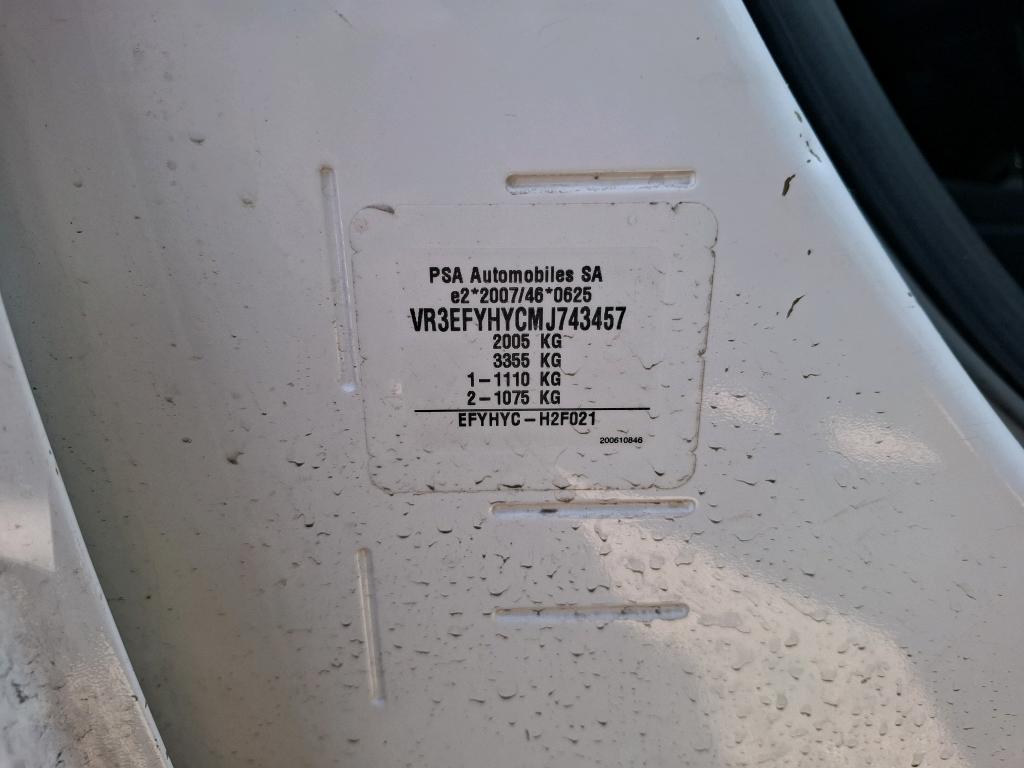 PSA Automobiles SA
e2*2007/46*0625
VR3EFYHYCMJ743457
2005 KG
3355 KG
1-1110 KG
2-1075 KG
EFYHYC-H2F021
200610846